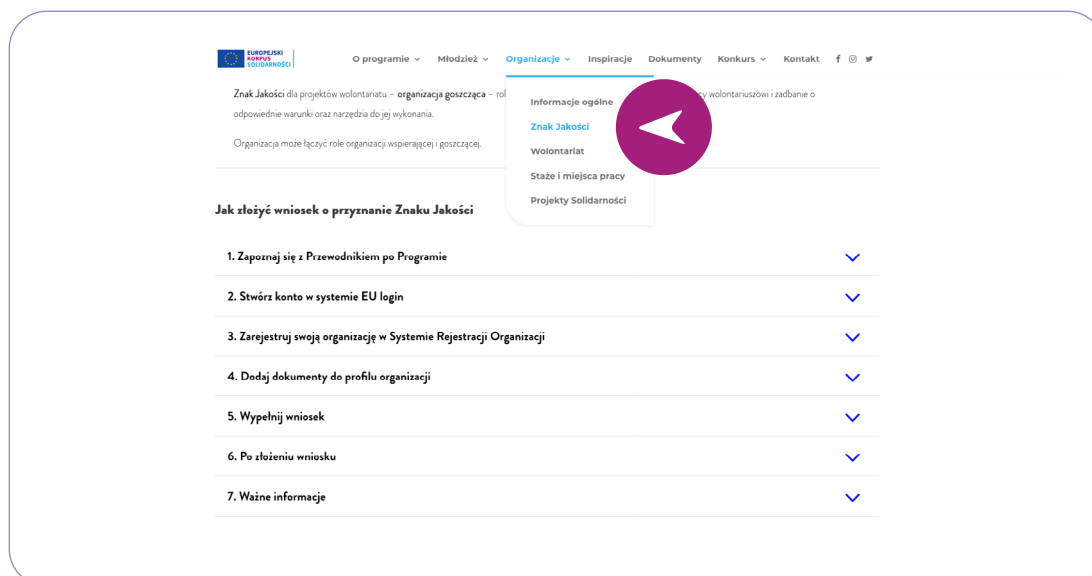 EUROPEJSKI
KORPUS
SOLIDARNOŚCI
O programie Młodzież Organizacje Inspiracje Dokumenty Konkurs Kontakt
Znak Jakości dla projektów wolontariatu – organizacja goszcząca – wolontariuszowi i zadbanie o
odpowiednie warunki oraz narzędzia do jej wykonania.
Organizacja może łączyć role organizacji wspierającej i goszczącej.
Informacje ogólne
Znak Jakości
Wolontariat
Staże i miejsca pracy
Projekty Solidarności
Jak złożyć wniosek o przyznanie Znaku Jakości
1. Zapoznaj się z Przewodnikiem po Programie
2. Stwórz konto w systemie EU login
3. Zarejestruj swoją organizację w Systemie Rejestracji Organizacji
4. Dodaj dokumenty do profilu organizacji
5. Wypełnij wniosek
6. Po złożeniu wniosku
7. Ważne informacje